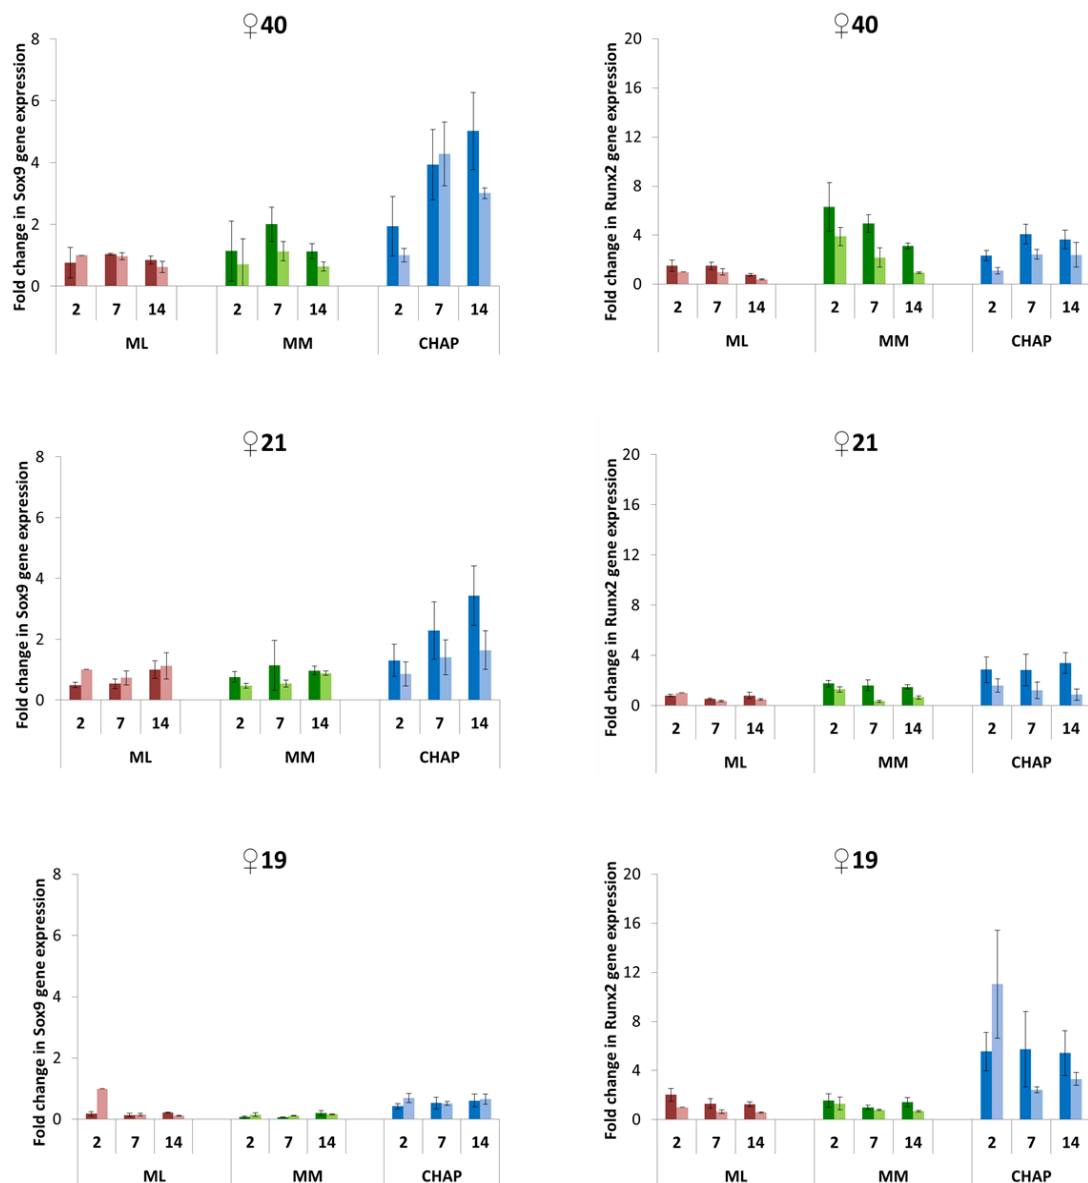 ♀40
Fold change in Sox9 gene expression
8
6
4
2
0
2 7 14 2 7 14 2 7 14
ML MM CHAP
♀40
Fold change in Runx2 gene expression
20
16
12
8
4
0
2 7 14 2 7 14 2 7 14
ML MM CHAP
♀21
Fold change in Sox9 gene expression
8
6
4
2
0
2 7 14 2 7 14 2 7 14
ML MM CHAP
♀21
Fold change in Runx2 gene expression
20
16
12
8
4
0
2 7 14 2 7 14 2 7 14
ML MM CHAP
♀19
Fold change in Sox9 gene expression
8
6
4
2
0
2 7 14 2 7 14 2 7 14
ML MM CHAP
♀19
Fold change in Runx2 gene expression
20
16
12
8
4
0
2 7 14 2 7 14 2 7 14
ML MM CHAP